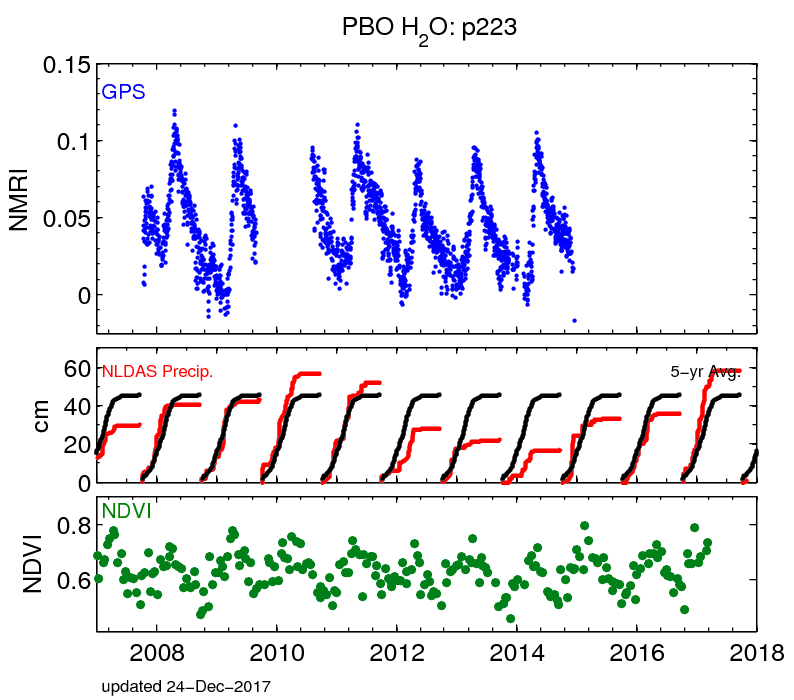 PBO H2O: p223
0.15
GPS
0.1
NMRI
0.05
0
60
NLDAS Precip.
5-yr Avg.
40
cm
20
0
NDVI
0.8
NDVI
0.6
2008 2010 2012 2014 2016 2018
updated 24-Dec-2017